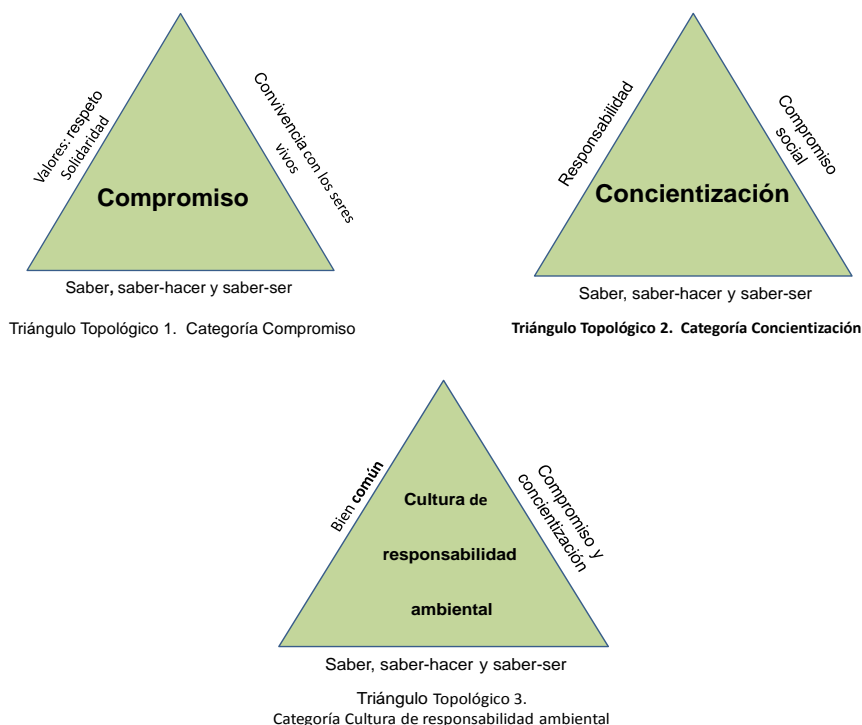 Valores: respeto
Solidaridad
Convivencia con los seres
vivos
Compromiso
Saber, saber-hacer y saber-ser
Triángulo Topológico 1. Categoría Compromiso
Responsabilidad
Compromiso
social
Concientización
Saber, saber-hacer y saber-ser
Triángulo Topológico 2. Categoría Concientización
Bien común
Compromiso y
concientización
Cultura de
responsabilidad
ambiental
Saber, saber-hacer y saber-ser
Triángulo Topológico 3.
Categoría Cultura de responsabilidad ambiental